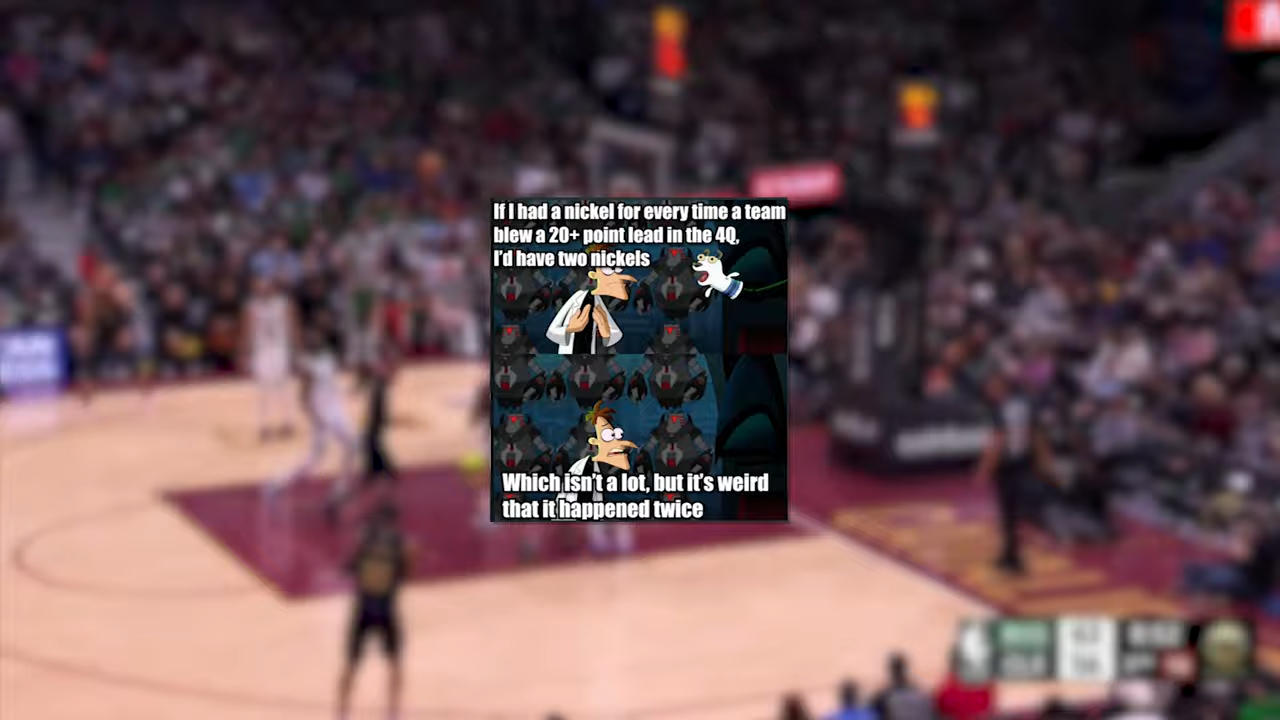 If I had a nickel for every time a team
blew a 20+ point lead in the 4Q,
I'd have two nickels
Which isn't a lot, but it's weird
that it happened twice